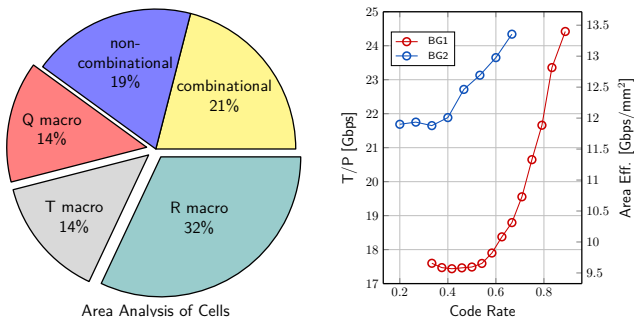 non-
combinational
19%
combinational
21%
Q macro
14%
T macro
14%
R macro
32%
Area Analysis of Cells
BG1
BG2
25
24
23
22
21
20
19
18
17
T/P [Gbps]
0.2 0.4 0.6 0.8
Code Rate
13.5
13
12.5
12
11.5
11
10.5
10
9.5
Area Eff. [Gbps/mm²]